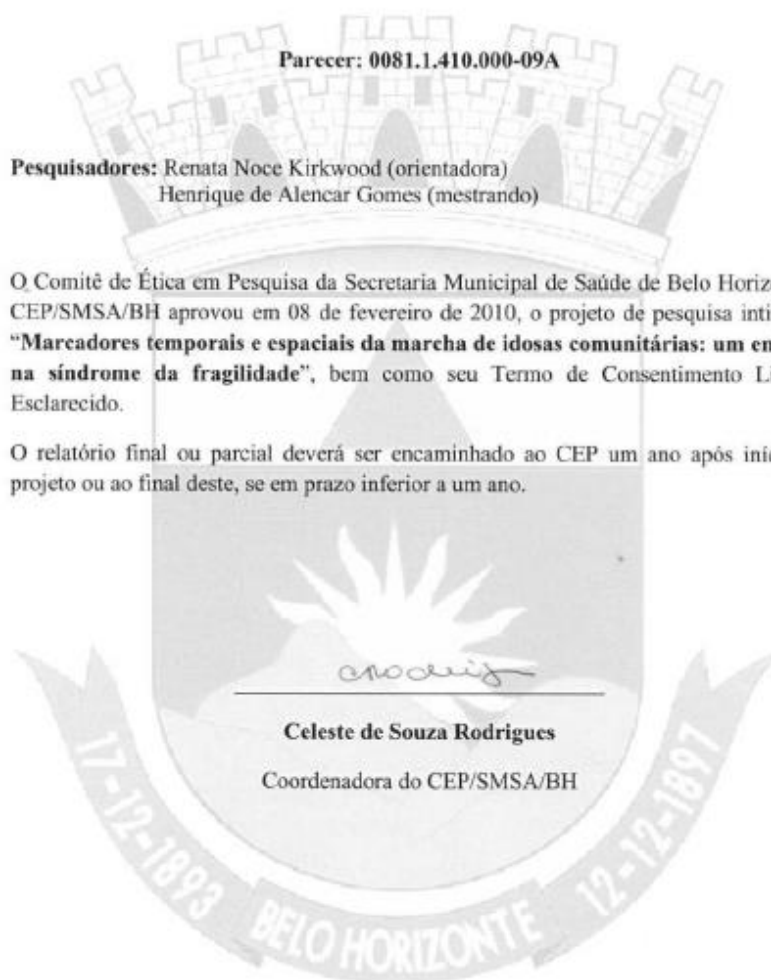 Parecer: 0081.1.410.000-09A
Pesquisadores: Renata Noce Kirkwood (orientadora)
Henrique de Alencar Gomes (mestrando)
O Comitê de Ética em Pesquisa da Secretaria Municipal de Saúde de Belo Horiz
CEP/SMSA/BH aprovou em 08 de fevereiro de 2010, o projeto de pesquisa inti
“Marcadores temporais e espaciais da marcha de idosas comunitárias: um en
na síndrome da fragilidade”, bem como seu Termo de Consentimento Li
Esclarecido.
O relatório final ou parcial deverá ser encaminhado ao CEP um ano após iníc
projeto ou ao final deste, se em prazo inferior a um ano.
Celeste de Souza Rodrigues
Coordenadora do CEP/SMSA/BH
17-12-1893 BELO HORIZONTE 12-12-1897